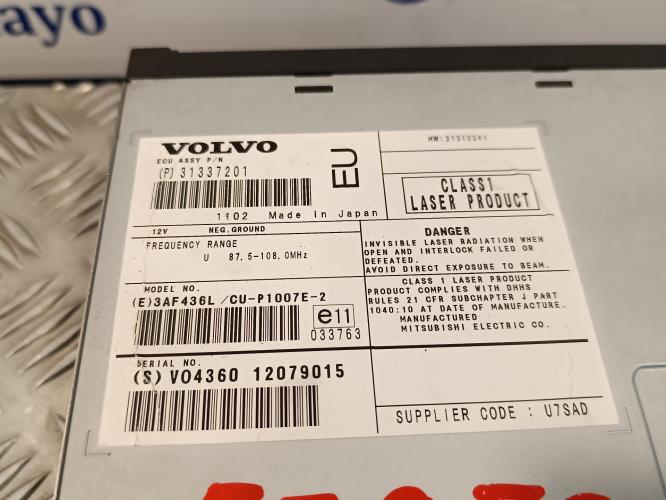 ayo
VOLVO
ECU ASSY P/N
(P) 31337201
EU
1102 Made in Japan
HW:31310241
CLASS1
LASER PRODUCT
12V NEG.GROUND
FREQUENCY RANGE
U 87.5-108.0MHz
DANGER
INVISIBLE LASER RADIATION WHEN
OPEN AND INTERLOCK FAILED OR
DEFEATED.
AVOID DIRECT EXPOSURE TO BEAM.
CLASS 1 LASER PRODUCT
PRODUCT COMPLIES WITH DHHS
RULES 21 CFR SUBCHAPTER J PART
1040:10 AT DATE OF MANUFACTURE.
MANUFACTURED
MITSUBISHI ELECTRIC CO.
MODEL NO.
(E)3AF436L /CU-P1007E-2
e11
033763
SERIAL NO.
(S) VO4360 12079015
SUPPLIER CODE : U7SAD